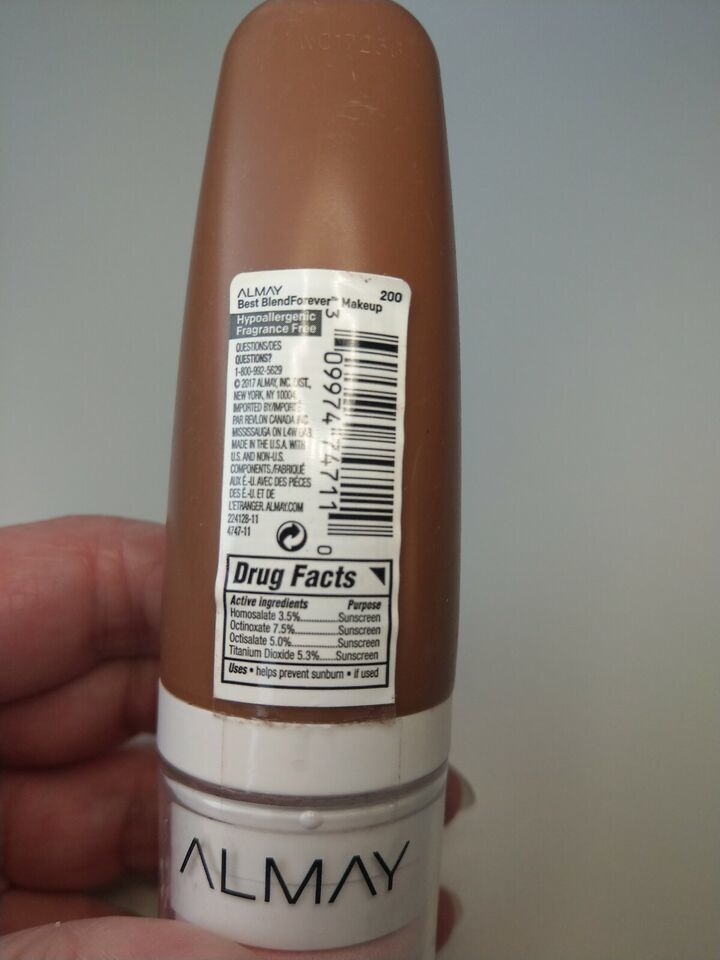 ALMAY 200
Best BlendForever™ Makeup
Hypoallergenic
Fragrance Free
QUESTIONS/DES
QUESTIONS?
1-800-992-5629
© 2017 ALMAY, INC. DIST.,
NEW YORK, NY 10004,
IMPORTED BY/IMPORTÉ
PAR REVLON CANADA INC.
MISSISSAUGA ON L4W
MADE IN THE U.S.A. WITH
U.S. AND NON-U.S.
COMPONENTS./FABRIQUÉ
AUX É.-U. AVEC DES PIÈCES
DES É.-U. ET DE
L'ETRANGER. ALMAY.COM
224128-11
4747-11
3 09974 74711 0
Drug Facts
Active ingredients Purpose
Homosalate 3.5%..............Sunscreen
Octinoxate 7.5%...............Sunscreen
Octisalate 5.0%................Sunscreen
Titanium Dioxide 5.3%......Sunscreen
Uses • helps prevent sunburn • if used
ALMAY